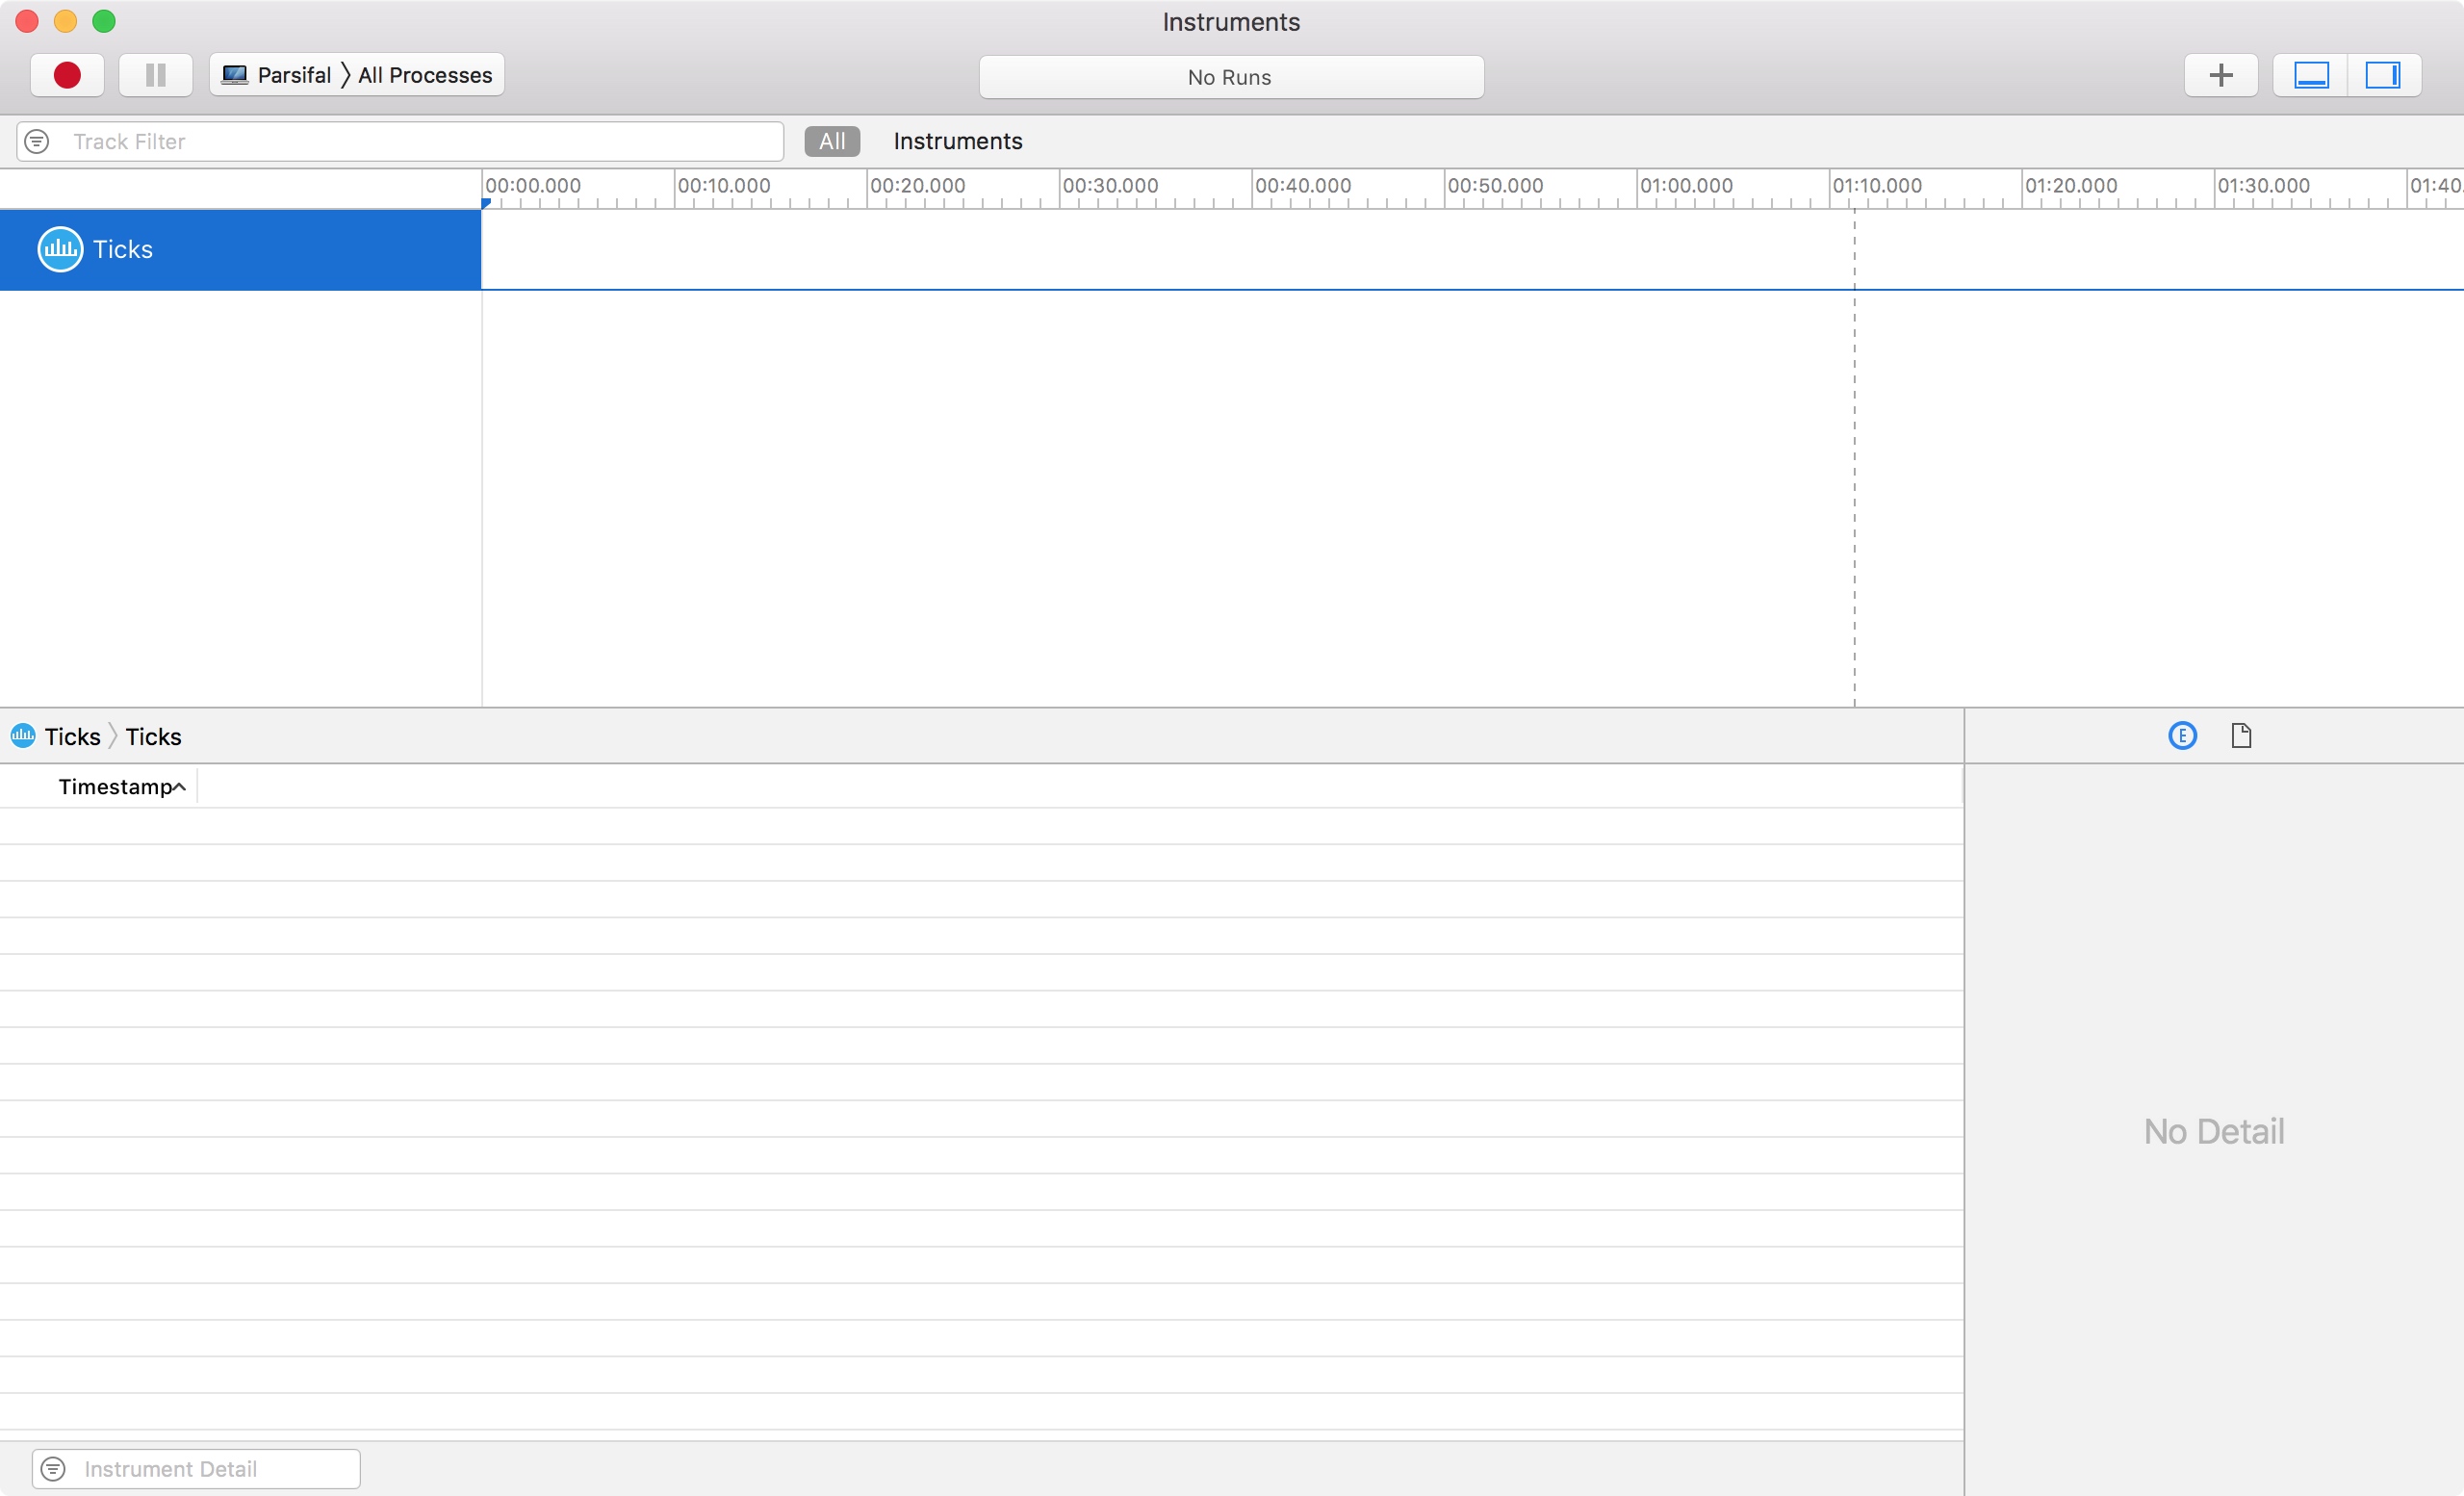 Instruments
Parsifal 〉 All Processes
No Runs
Track Filter
All Instruments
00:00.000 00:10.000 00:20.000 00:30.000 00:40.000 00:50.000 01:00.000 01:10.000 01:20.000 01:30.000 01:40.
Ticks
Ticks 〉 Ticks
E
Timestamp
No Detail
Instrument Detail